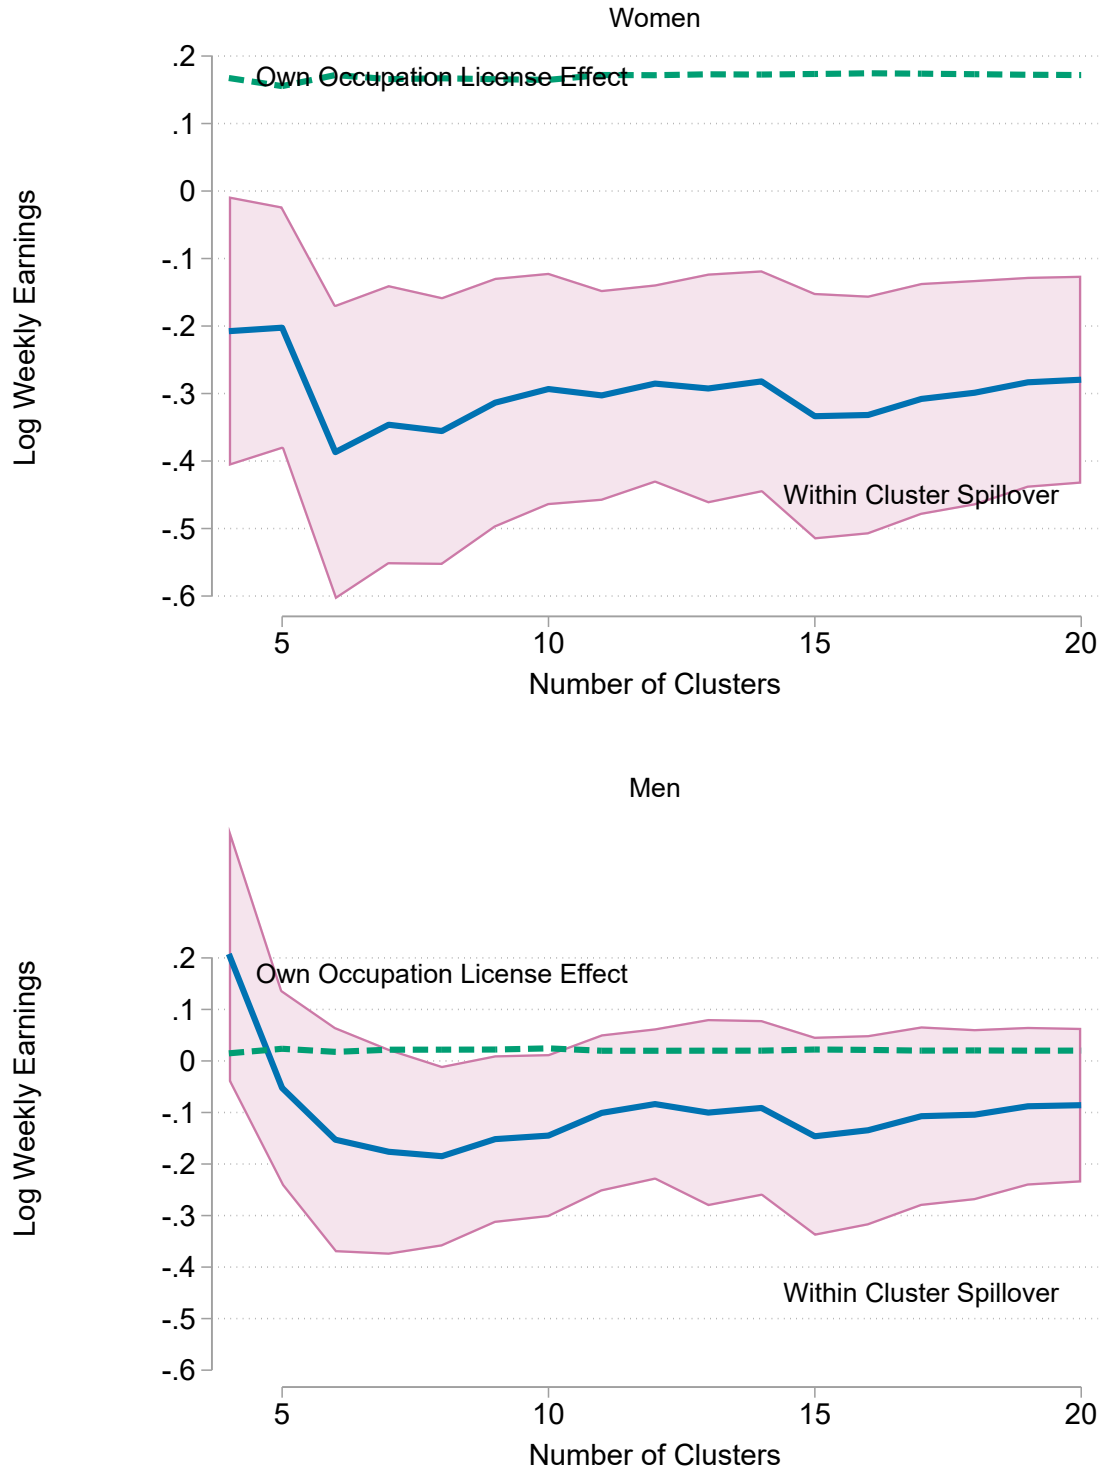 Women
Log Weekly Earnings
.2
.1
0
-.1
-.2
-.3
-.4
-.5
-.6
Own Occupation License Effect
Within Cluster Spillover
5 10 15 20
Number of Clusters
Men
Log Weekly Earnings
.2
.1
0
-.1
-.2
-.3
-.4
-.5
-.6
Own Occupation License Effect
Within Cluster Spillover
5 10 15 20
Number of Clusters